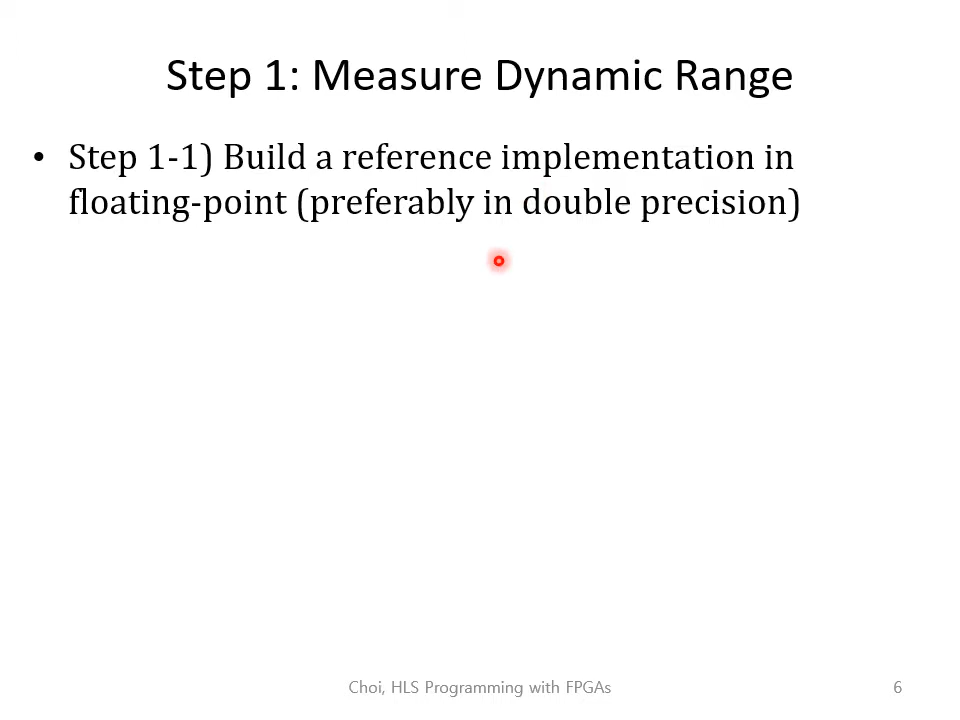 Step 1: Measure Dynamic Range
• Step 1-1) Build a reference implementation in
floating-point (preferably in double precision)
Choi, HLS Programming with FPGAs
6